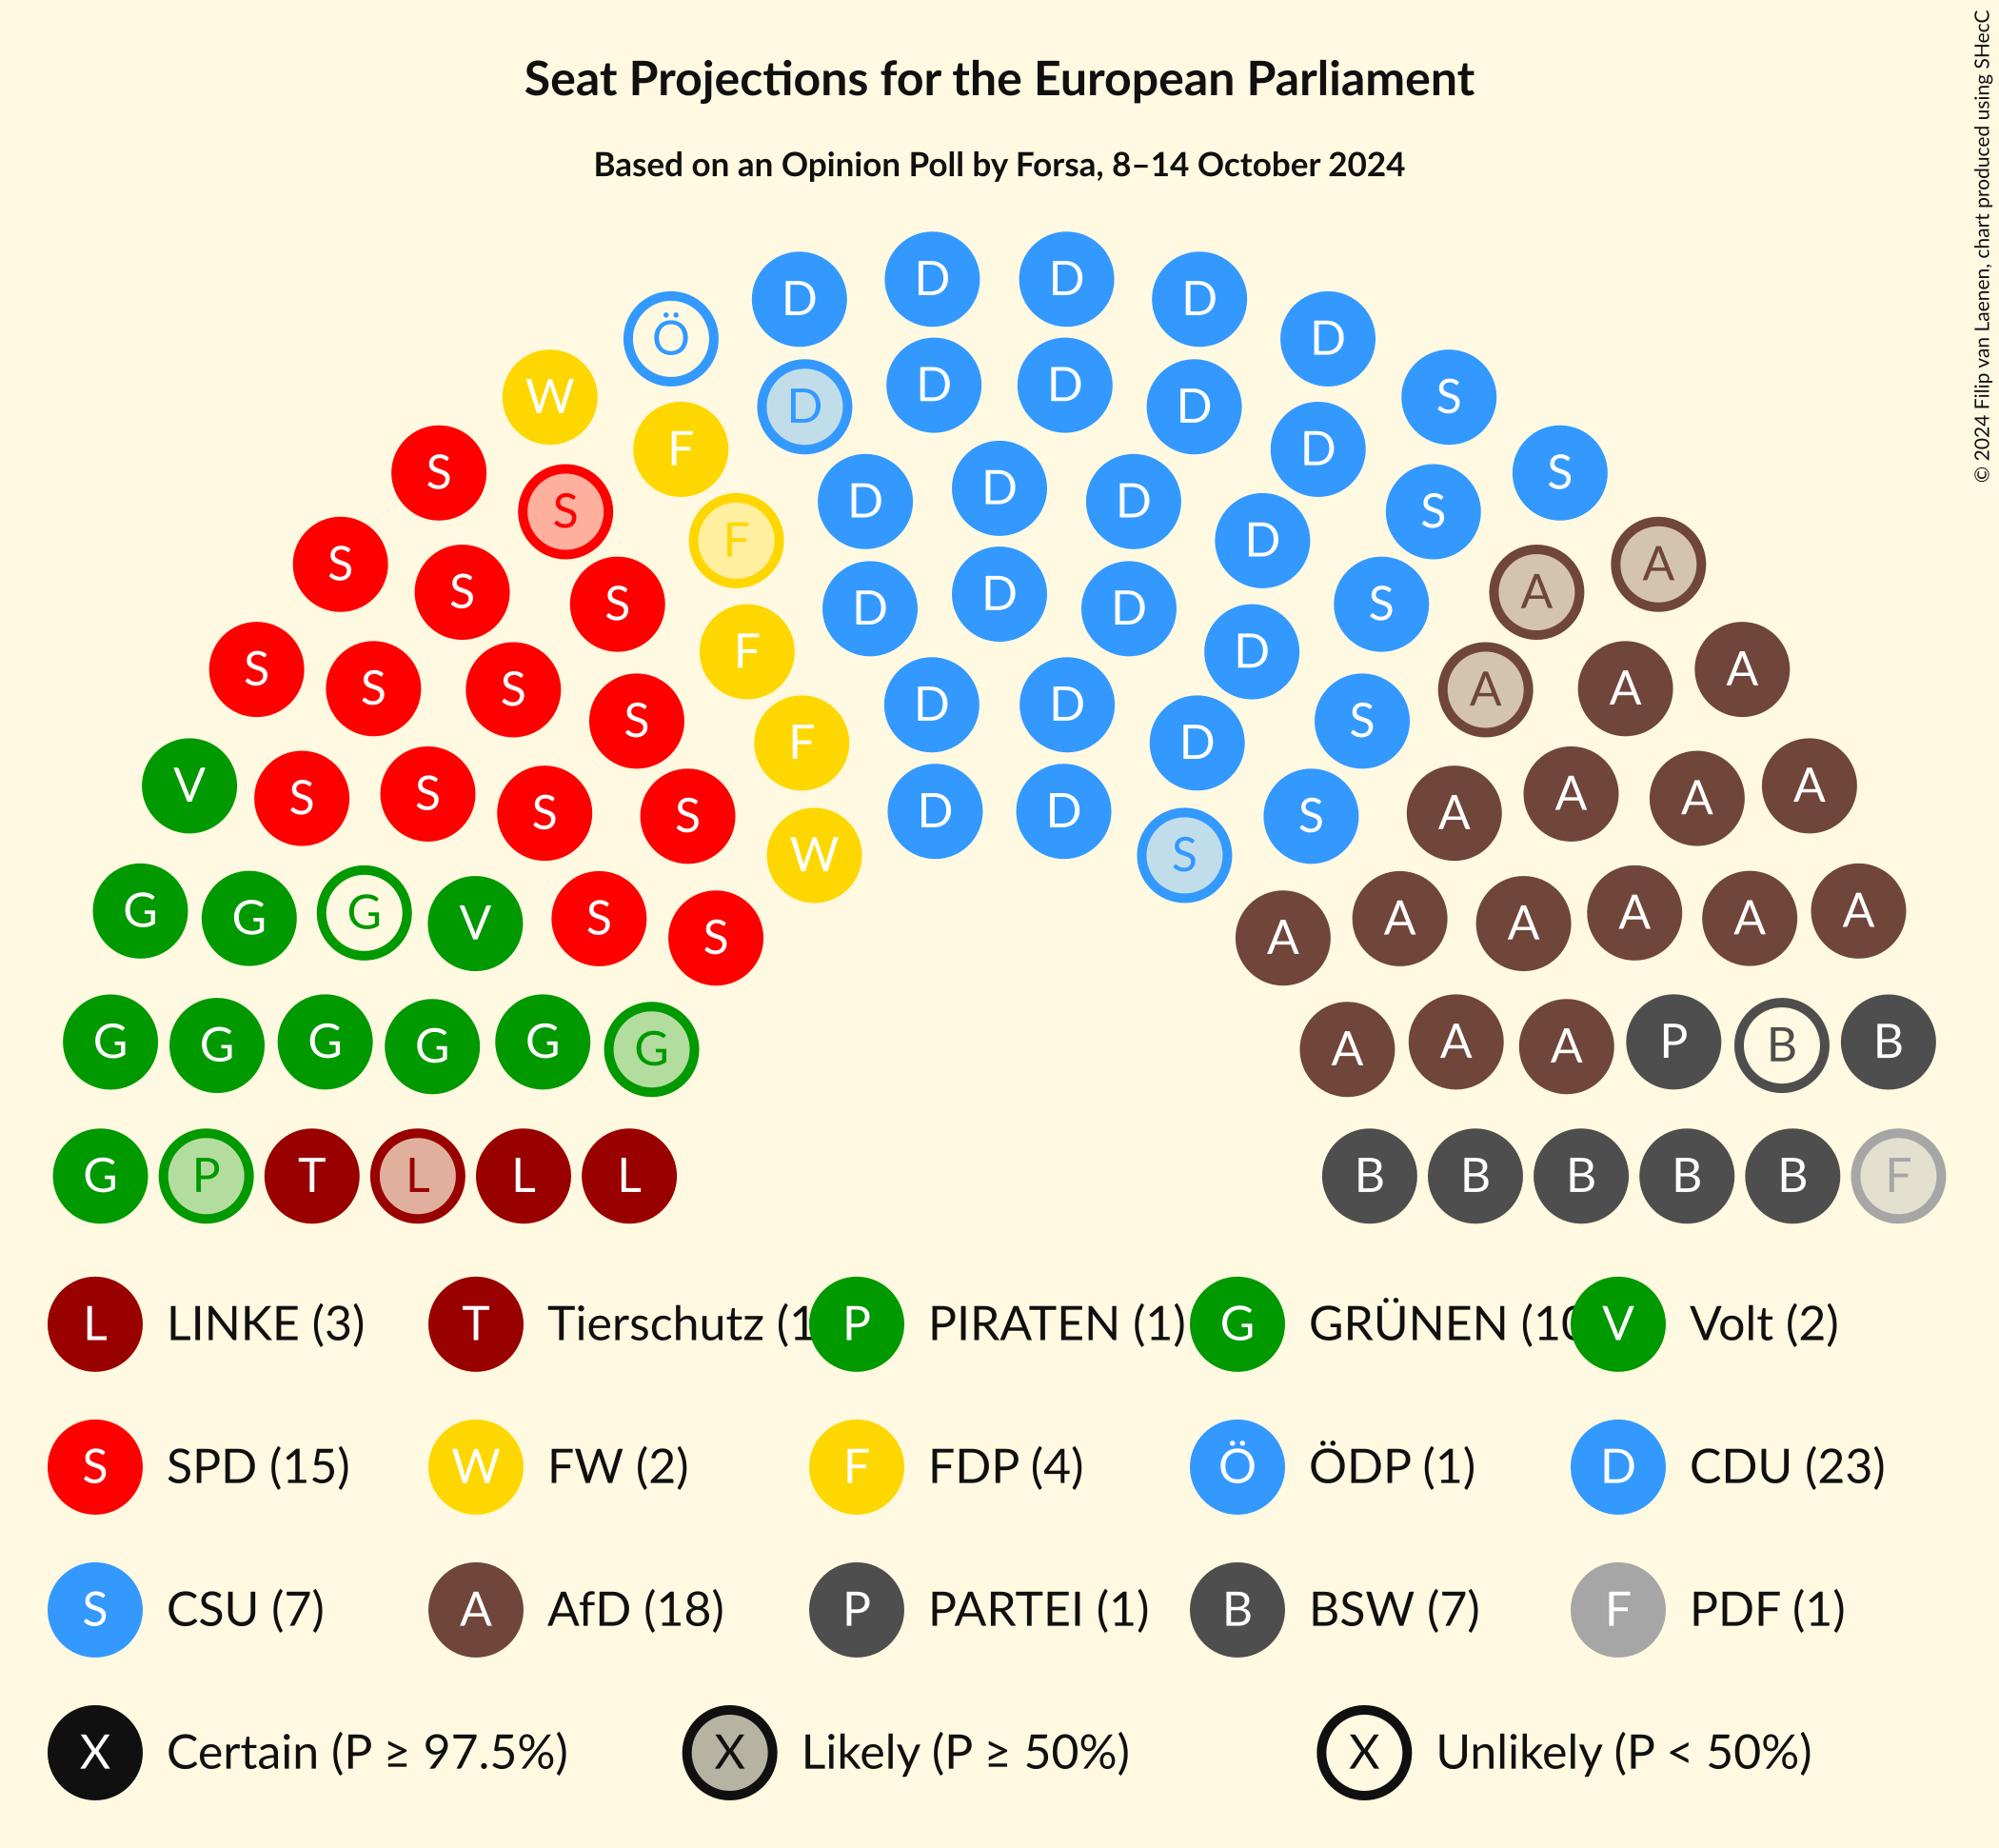 © 2024 Filip van Laenen, chart produced using SHecC
Seat Projections for the European Parliament
Based on an Opinion Poll by Forsa, 8–14 October 2024
D D
D D
Ö D
D D
W S
D D
F D
S S
D
D D
S S
F D
S A
S D A
S D D S
F D
S A
S S A A
D D
S S
F D
V A
S S A A
S S D D S A
W S
G G G V S A A A A A
S A
G G G G G G A A A P B B
G P T L L L B B B B B F
L LINKE (3) T Tierschutz (1 P PIRATEN (1) G GRÜNEN (10 V Volt (2)
S SPD (15) W FW (2) F FDP (4) Ö ÖDP (1) D CDU (23)
S CSU (7) A AfD (18) P PARTEI (1) B BSW (7) F PDF (1)
X Certain (P ≥ 97.5%) X Likely (P ≥ 50%) X Unlikely (P < 50%)